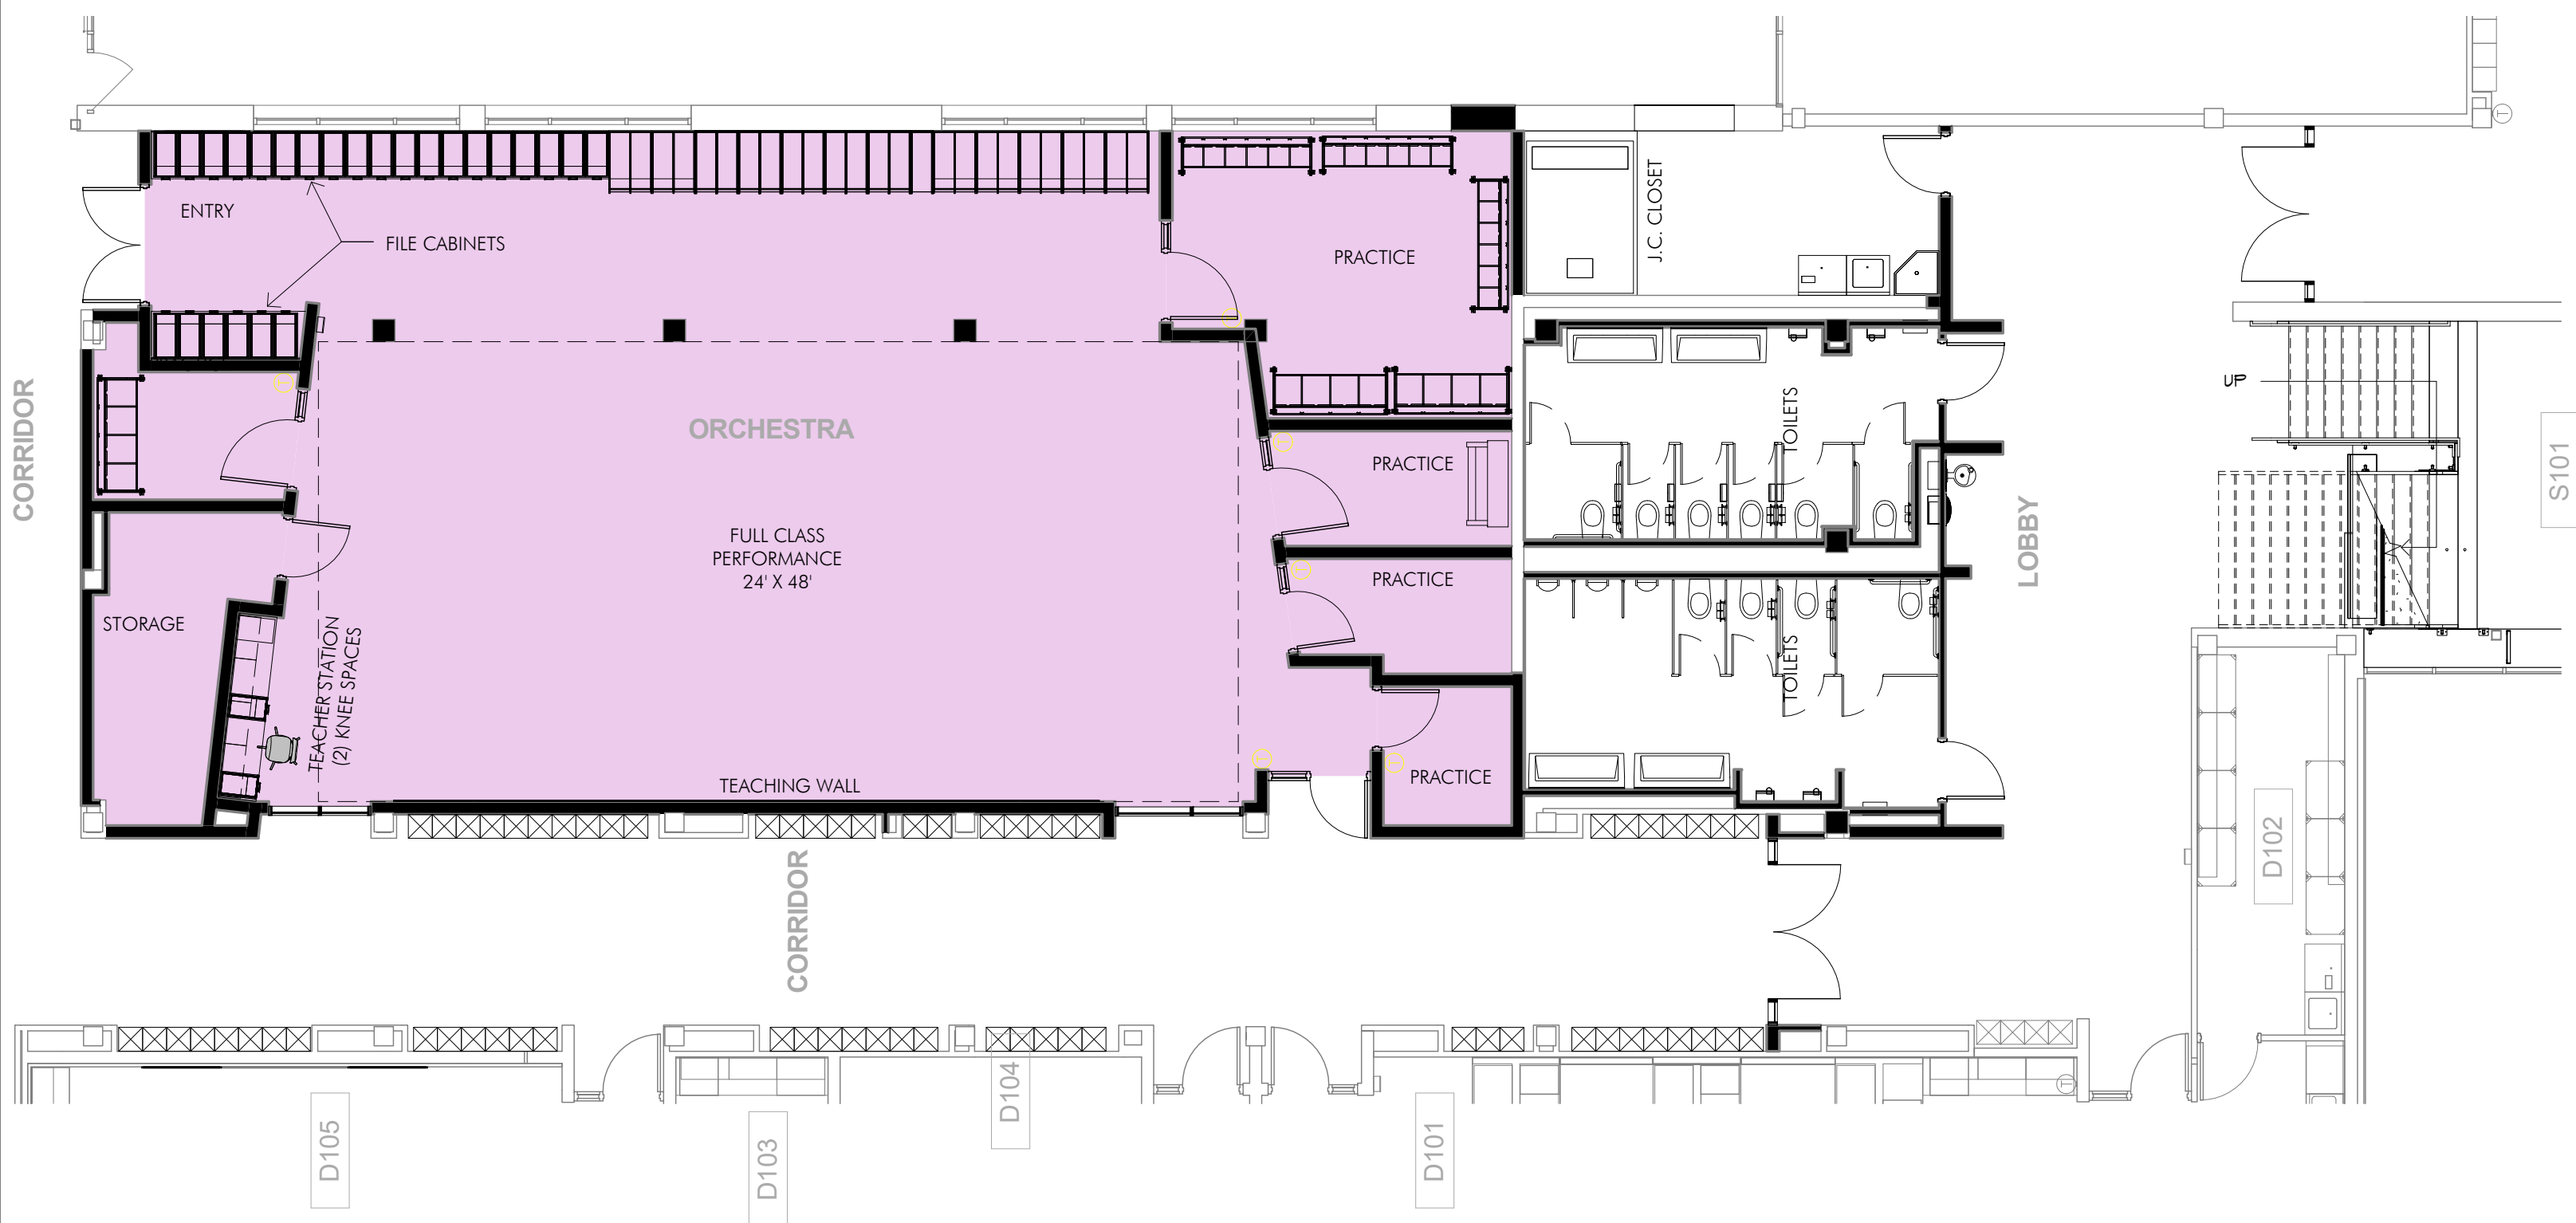 ENTRY
FILE CABINETS
PRACTICE
J.C. CLOSET
CORRIDOR
ORCHESTRA
PRACTICE
TOILETS
UP
S101
FULL CLASS
PERFORMANCE
24' X 48'
PRACTICE
LOBBY
STORAGE
TEACHER STATION
(2) KNEE SPACES
TOILETS
TEACHING WALL
PRACTICE
D102
CORRIDOR
D105
D103
D104
D101
T
T
T
T
T
T
T
T
T